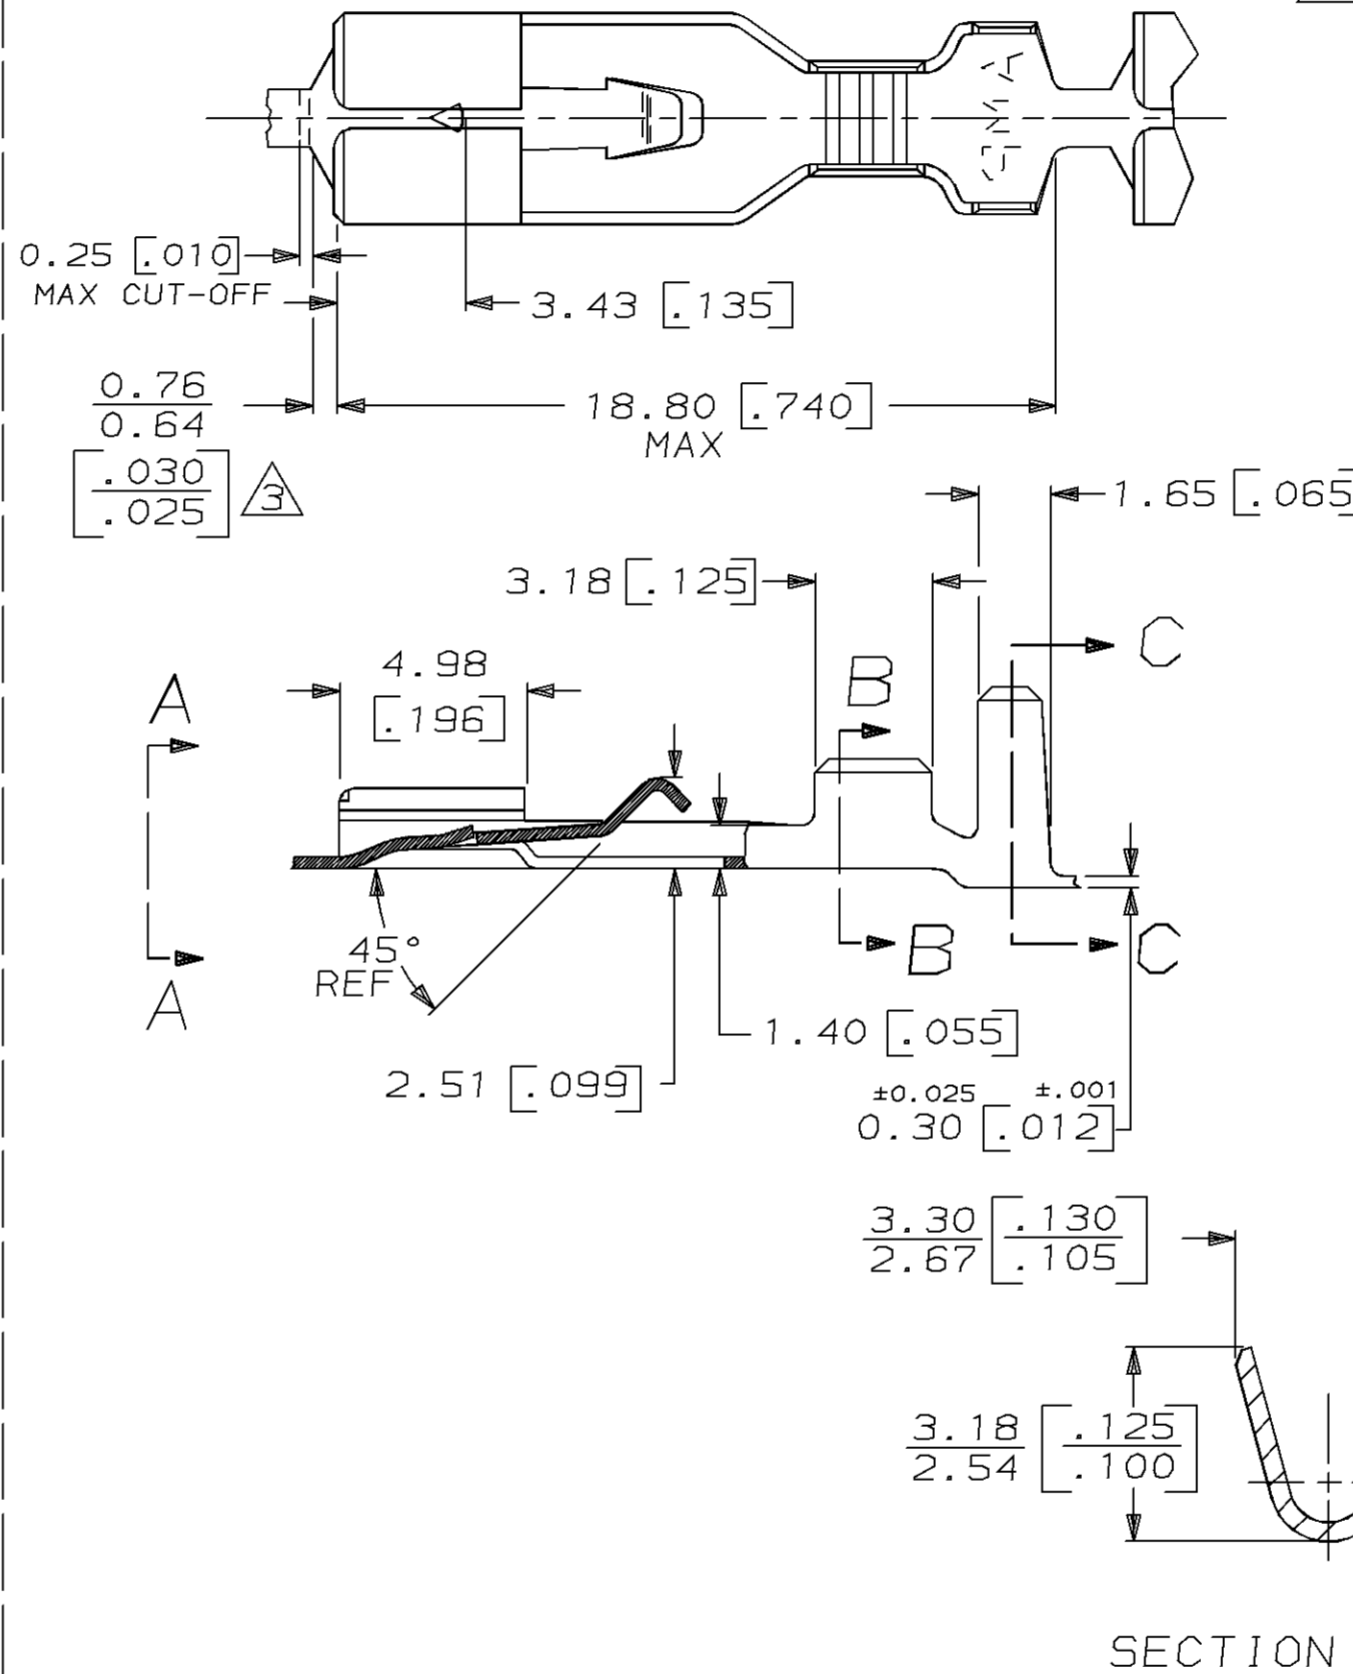 AMP
0.25 [.010]
MAX CUT-OFF
3.43 [.135]
0.76
0.64
[.030
.025]
3
18.80 [.740]
MAX
1.65 [.065
3.18 [.125]
4.98
[.196]
A
B
C
A
B
C
45°
REF
1.40 [.055]
2.51 [.099]
±0.025 ±.001
0.30 [.012]
3.30 [.130
2.67 .105]
3.18 [.125
2.54 .100]
SECTION